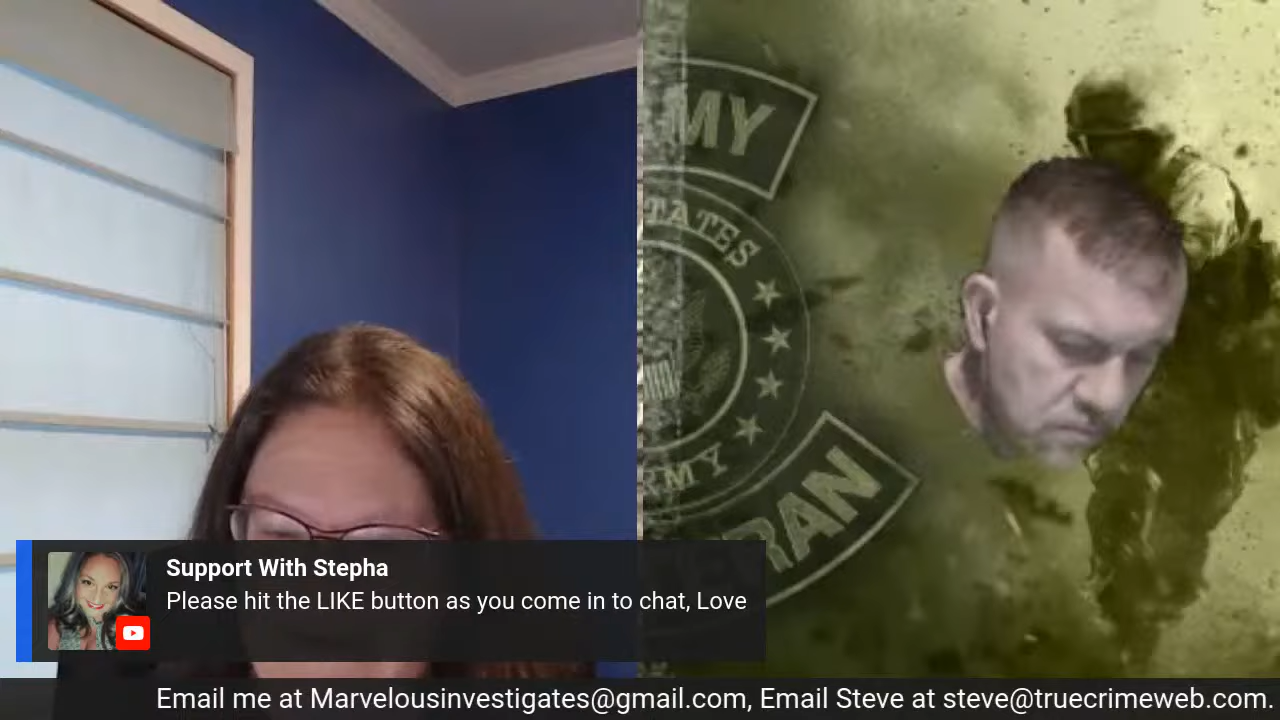 MY
TATES
RMY
RAN
Support With Stepha
Please hit the LIKE button as you come in to chat, Love
Email me at Marvelousinvestigates@gmail.com, Email Steve at steve@truecrimeweb.com.